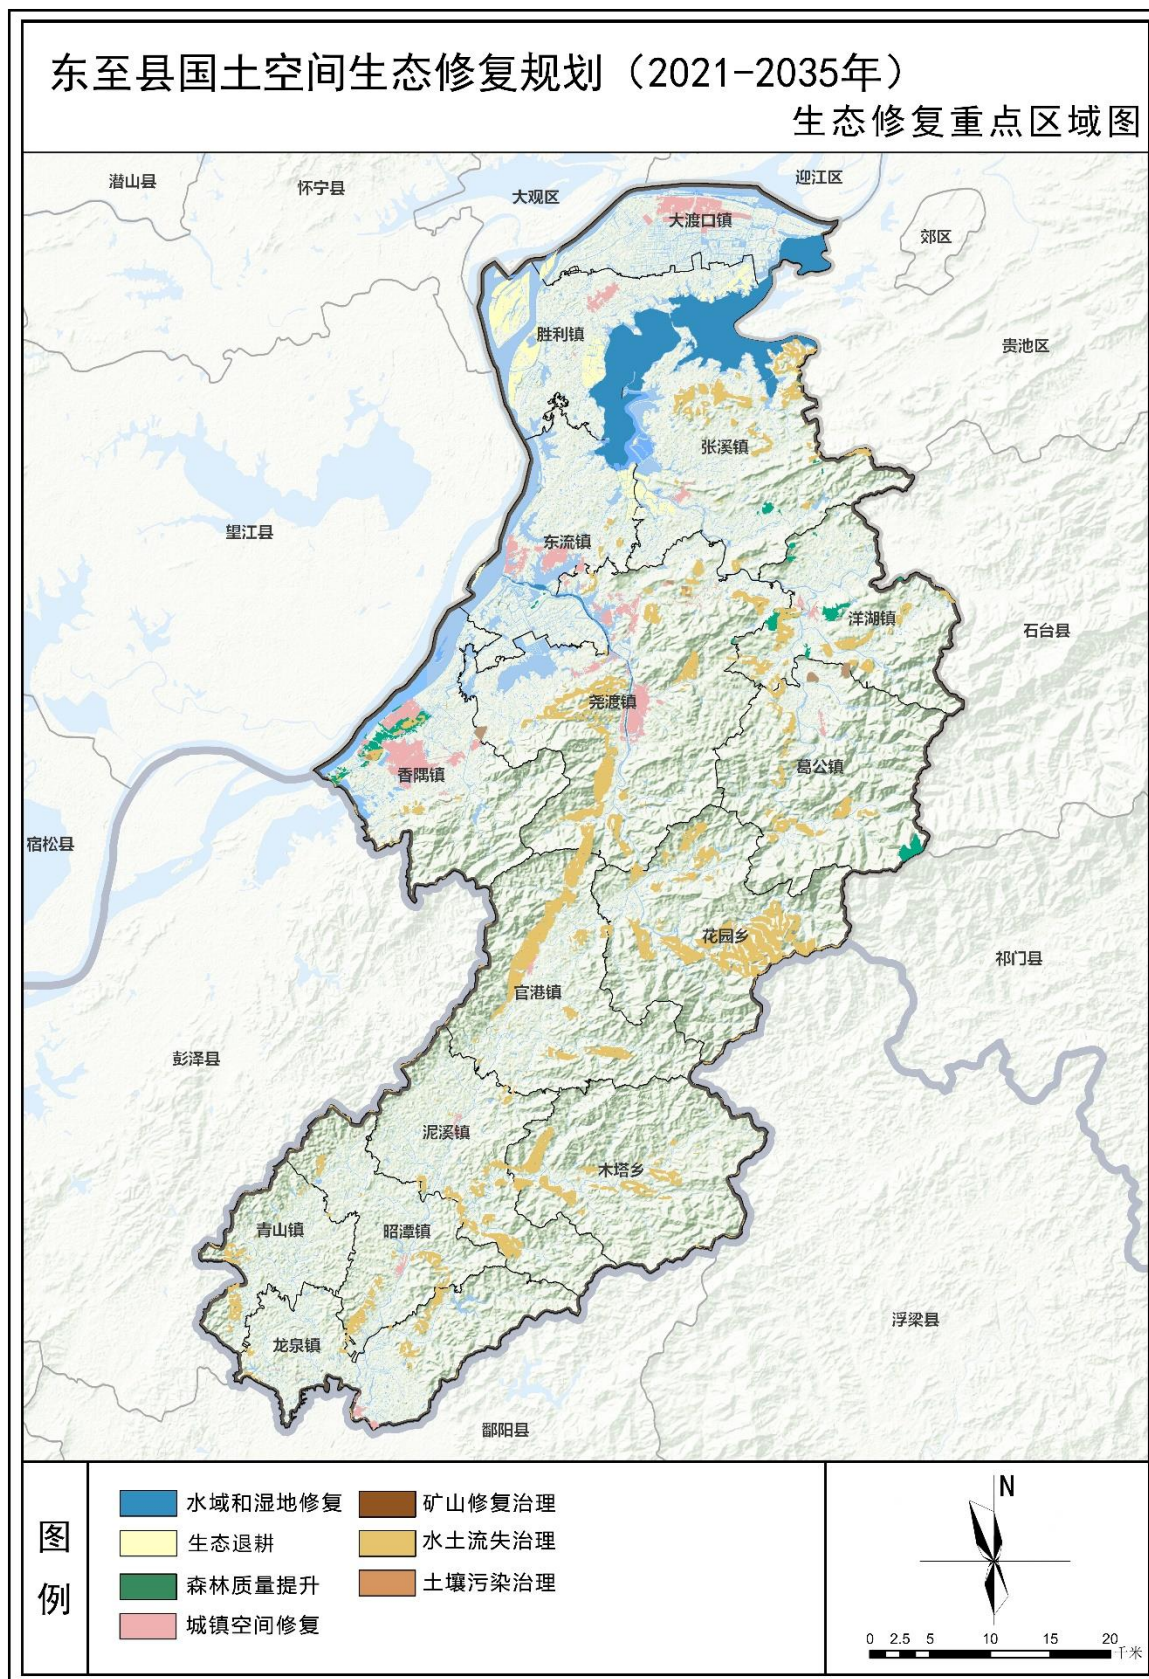 东至县国土空间生态修复规划（2021-2035年）
生态修复重点区域图
潜山县
怀宁县
大观区
迎江区
大渡口镇
郊区
胜利镇
贵池区
张溪镇
望江县
东流镇
洋湖镇
石台县
尧渡镇
香隅镇
葛公镇
宿松县
花园乡
祁门县
官港镇
彭泽县
泥溪镇
木塔乡
青山镇
昭潭镇
浮梁县
龙泉镇
鄱阳县
图例
水域和湿地修复
生态退耕
森林质量提升
城镇空间修复
矿山修复治理
水土流失治理
土壤污染治理
N
0 2.5 5 10 15 20
千米